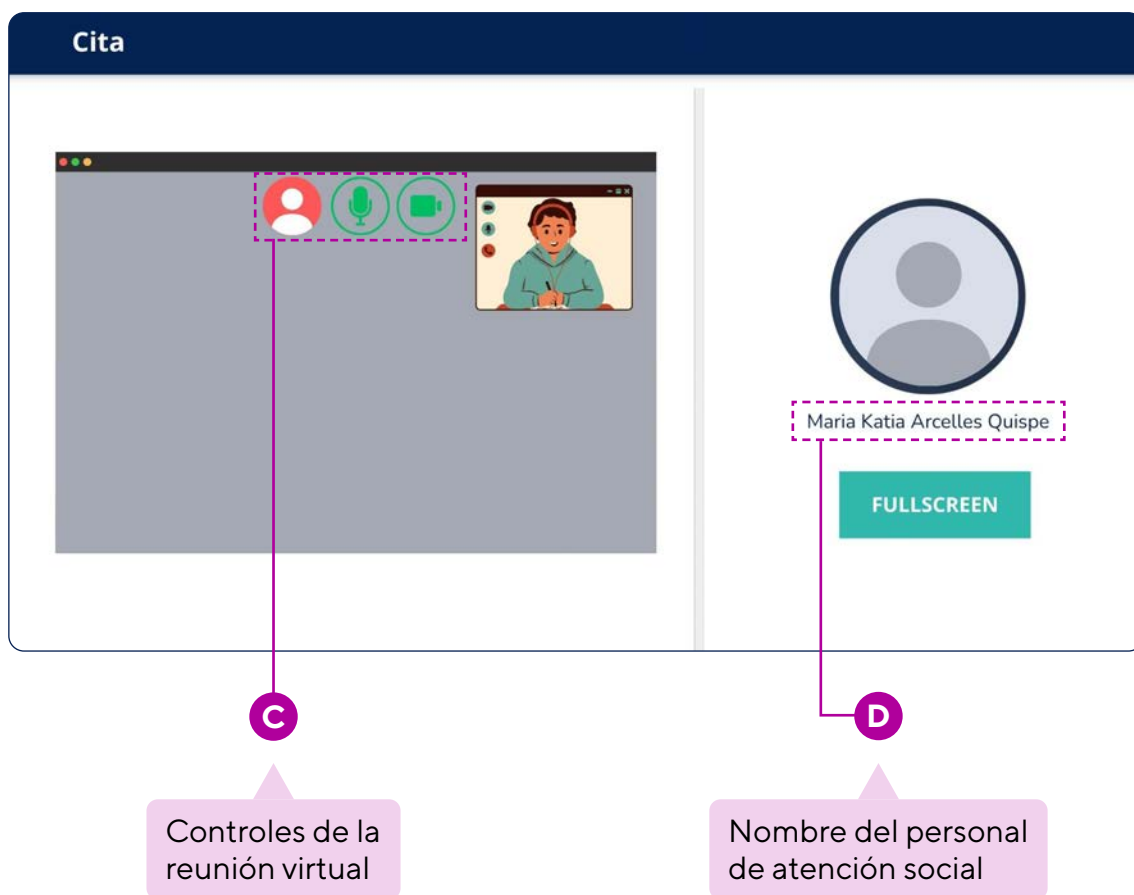 Cita
Maria Katia Arcelles Quispe
FULLSCREEN
C
D
Controles de la
reunión virtual
Nombre del personal
de atención social